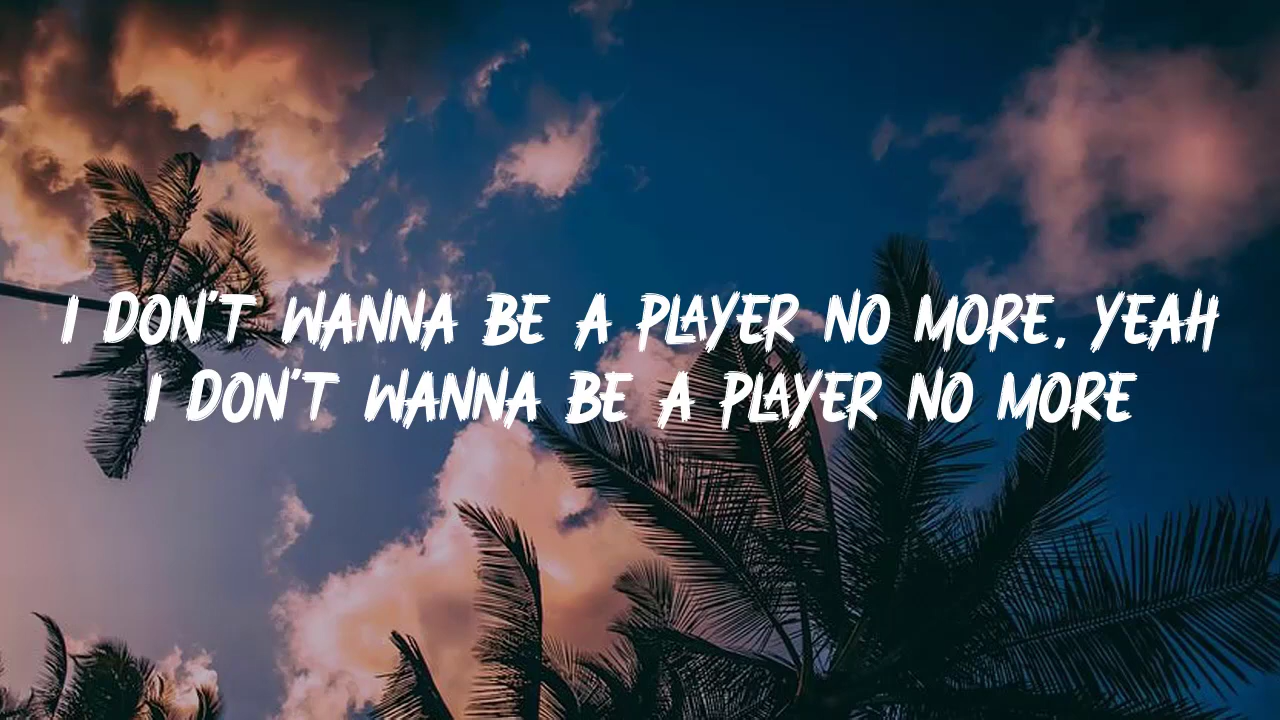 I DON'T WANNA BE A PLAYER NO MORE, YEAH
I DON'T WANNA BE A PLAYER NO MORE